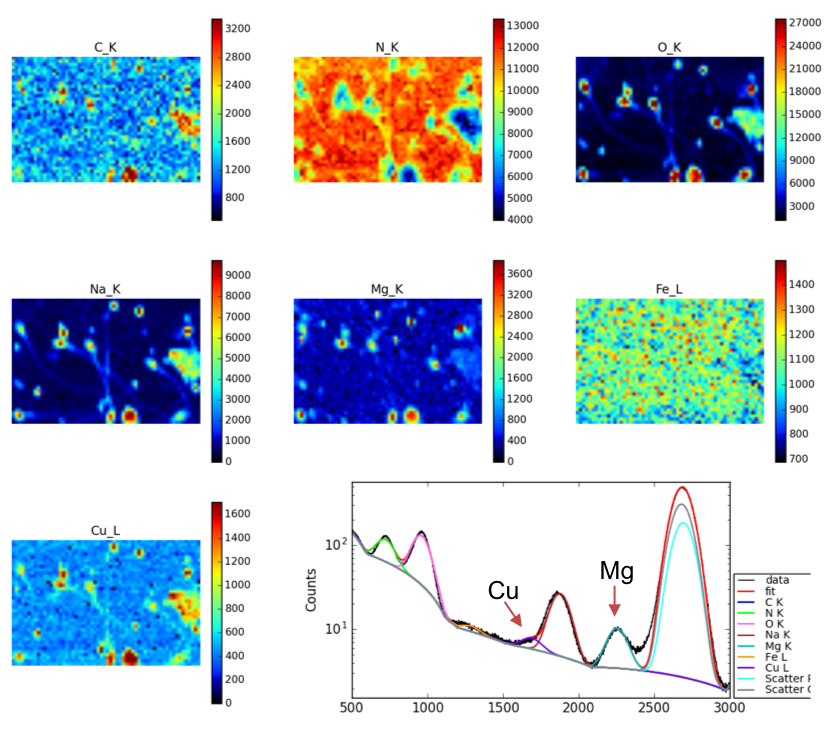 C_K
3200
2800
2400
2000
1600
1200
800
N_K
13000
12000
11000
10000
9000
8000
7000
6000
5000
4000
O_K
27000
24000
21000
18000
15000
12000
9000
6000
3000
Na_K
9000
8000
7000
6000
5000
4000
3000
2000
1000
0
Mg_K
3600
3200
2800
2400
2000
1600
1200
800
400
0
Fe_L
1400
1300
1200
1100
1000
900
800
700
Cu_L
1600
1400
1200
1000
800
600
400
200
0
Counts
10²
10¹
500 1000 1500 2000 2500 3000
Cu
Mg
data
fit
C K
N K
O K
Na K
Mg K
Fe L
Cu L
Scatter
Scatter